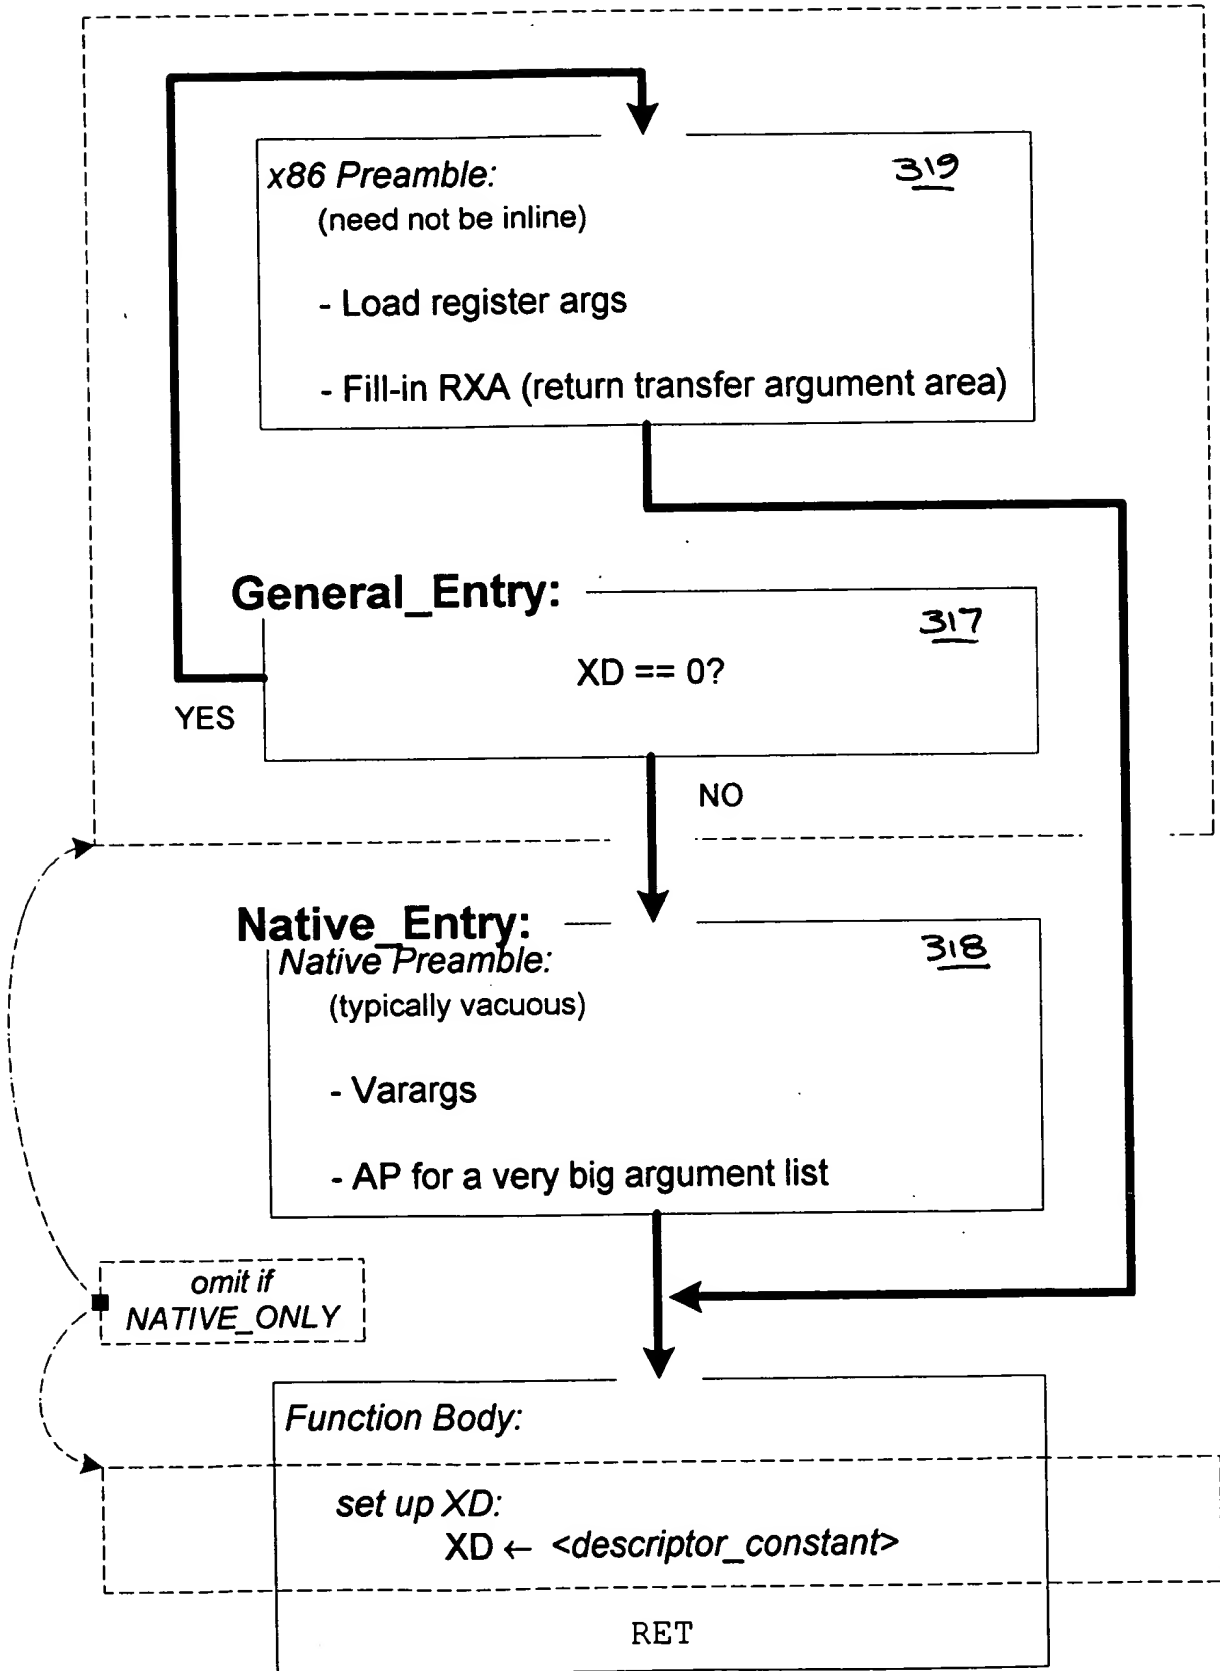 x86 Preamble:
319
(need not be inline)
- Load register args
- Fill-in RXA (return transfer argument area)
General_Entry:
317
XD == 0?
YES
NO
Native_Entry:
318
Native Preamble:
(typically vacuous)
- Varargs
- AP for a very big argument list
omit if
NATIVE_ONLY
Function Body:
set up XD:
XD ← <descriptor_constant>
RET